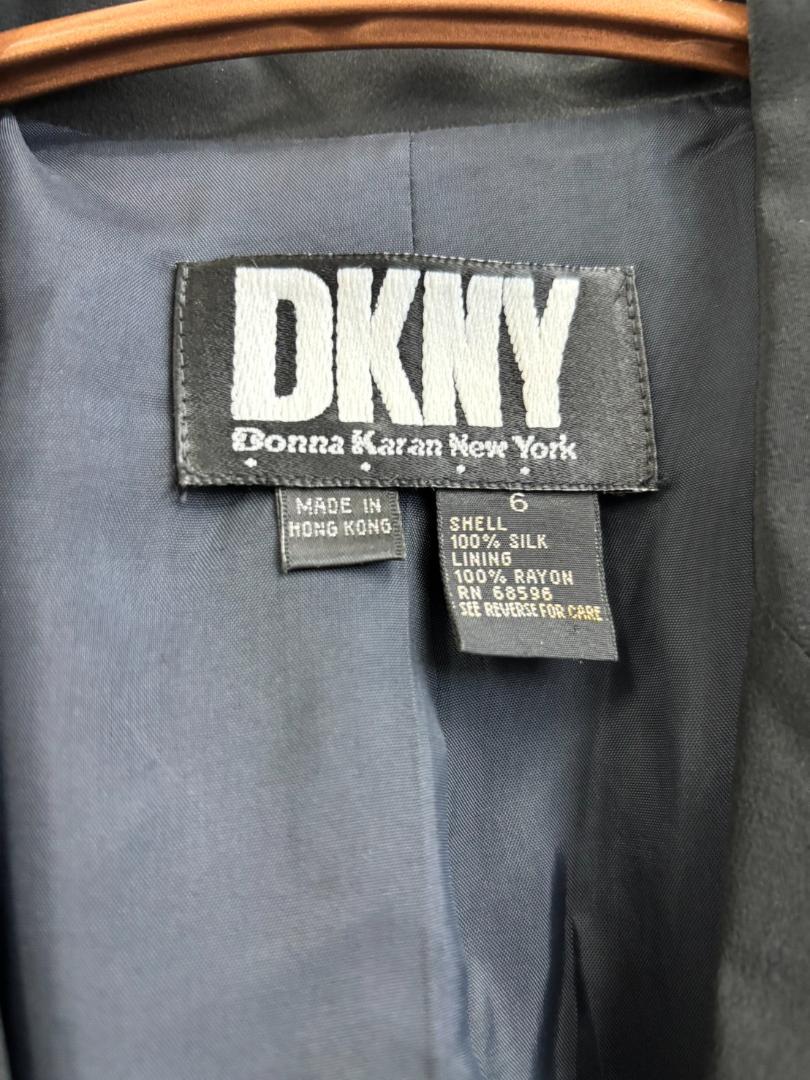 DKNY
Donna Karan New York
MADE IN
HONG KONG
6
SHELL
100% SILK
LINING
100% RAYON
RN 68596
SEE REVERSE FOR CARE